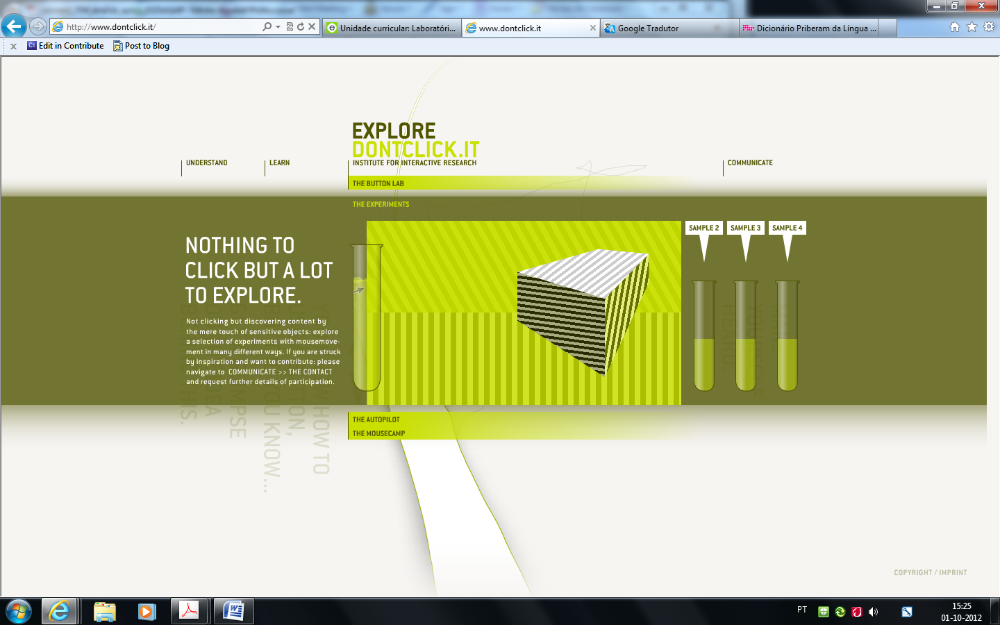 http://www.dontclick.it/
Unidade curricular: Laboratóri...
www.dontclick.it
Google Tradutor
Dicionário Priberam da Língua ...
x Edit in Contribute Post to Blog
EXPLORE
DONTCLICK.IT
UNDERSTAND
LEARN
INSTITUTE FOR INTERACTIVE RESEARCH
COMMUNICATE
THE BUTTON LAB
THE EXPERIMENTS
SAMPLE 2
SAMPLE 3
SAMPLE 4
NOTHING TO
CLICK BUT A LOT
TO EXPLORE.
Not clicking but discovering content by
the mere touch of sensitive objects: explore
a selection of experiments with mousemove-
ment in many different ways. If you are struck
by inspiration and want to contribute: please
navigate to COMMUNICATE >> THE CONTACT
and request further details of participation.
THE AUTOPILOT
THE MOUSECAMP
HOW TO
YOU KNOW...
COPYRIGHT / IMPRINT
PT
15:25
01-10-2012